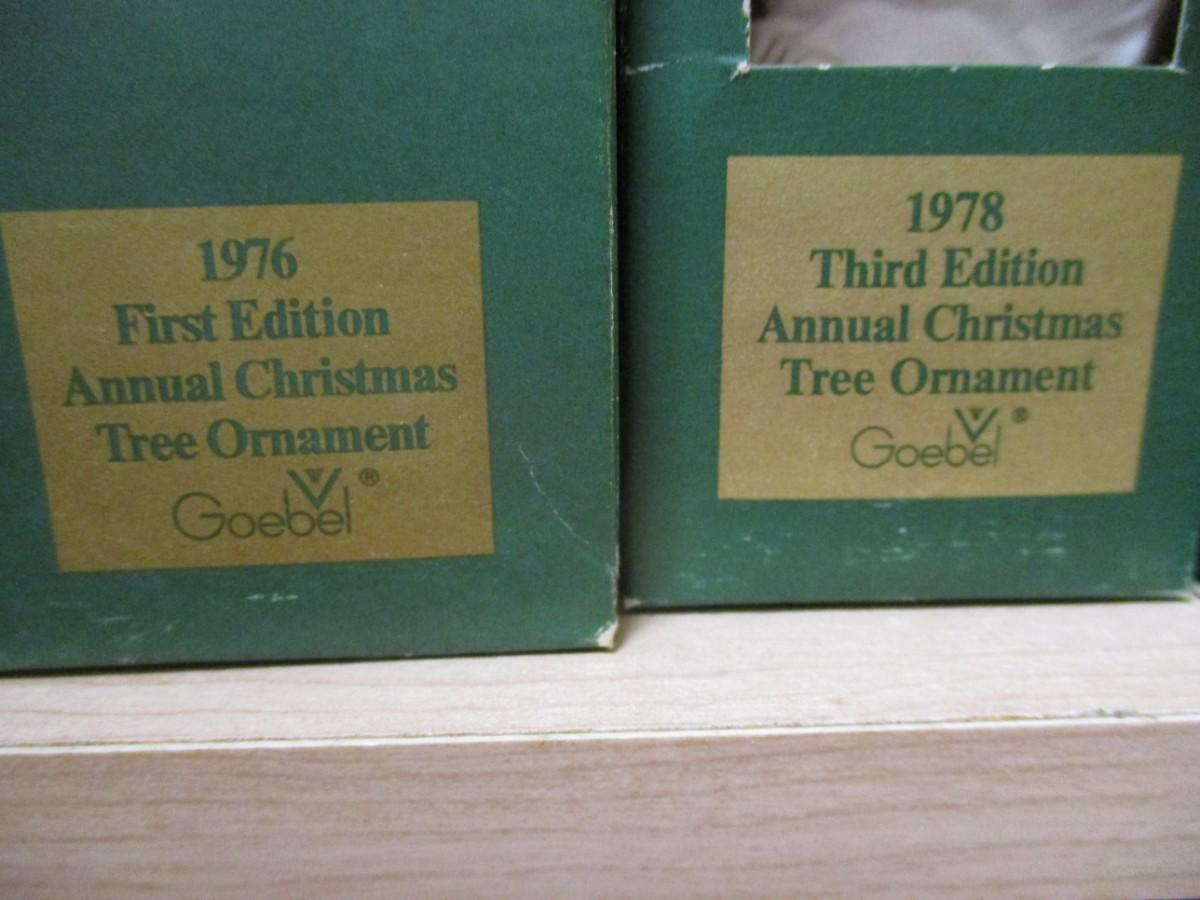 1976
First Edition
Annual Christmas
Tree Ornament
Goebel ®
1978
Third Edition
Annual Christmas
Tree Ornament
Goebel ®